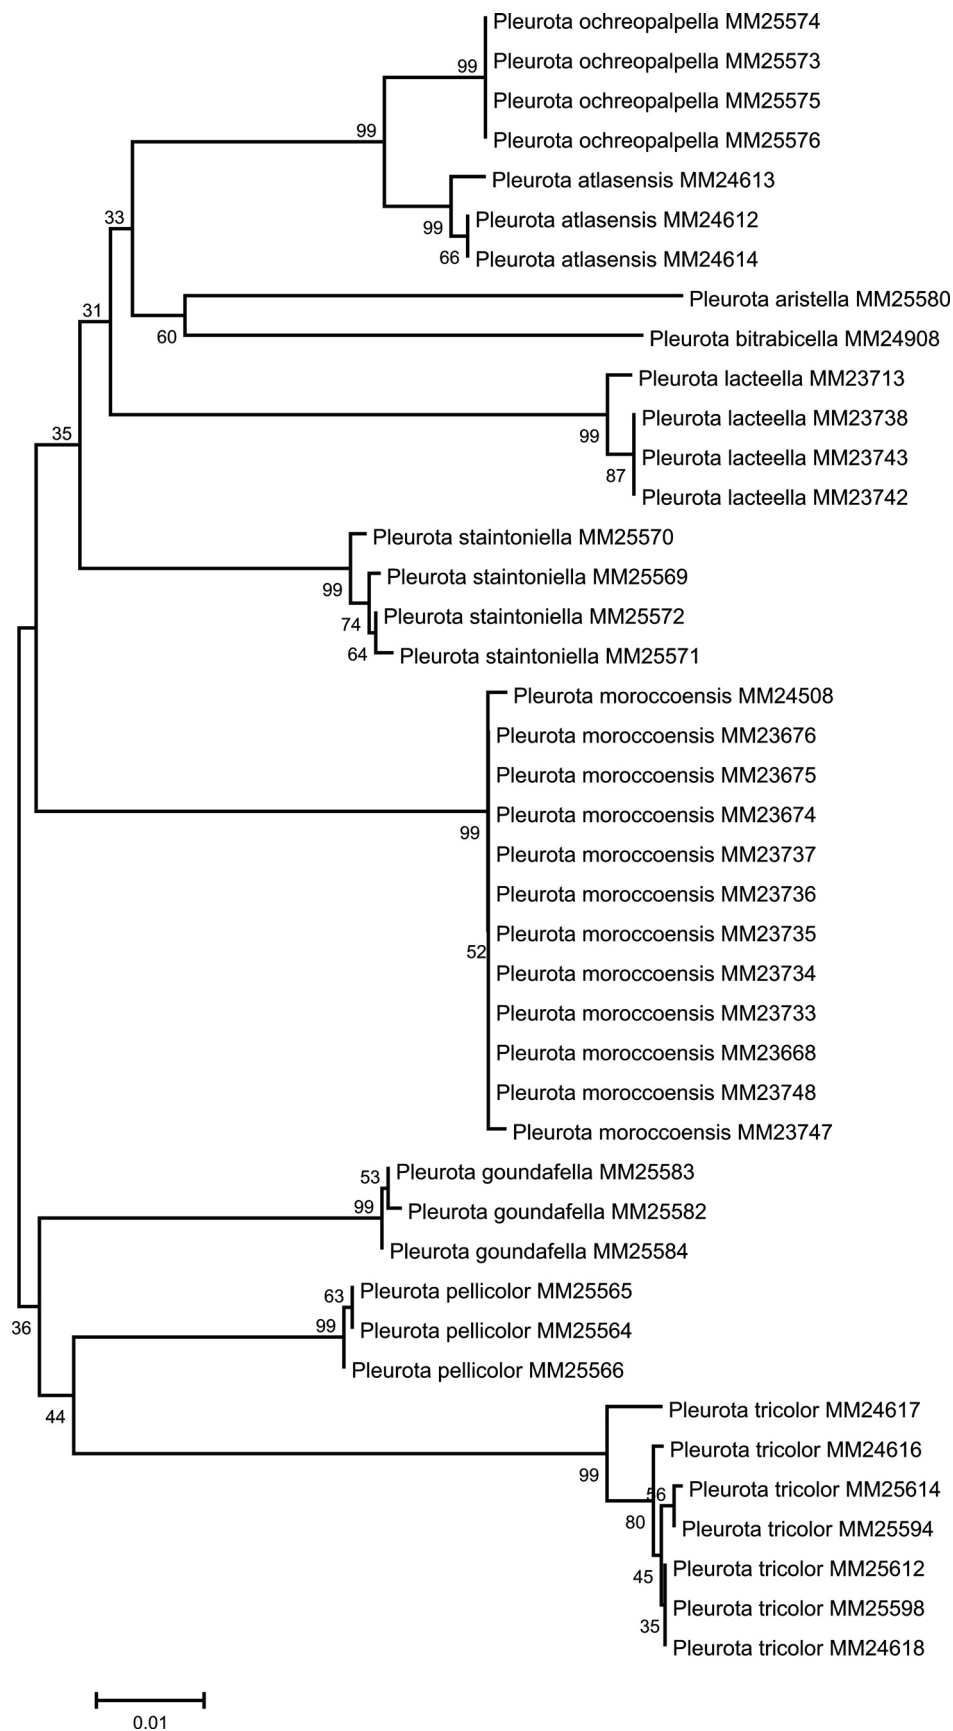 Pleurota ochreopalpella MM25574
99
Pleurota ochreopalpella MM25573
Pleurota ochreopalpella MM25575
99
Pleurota ochreopalpella MM25576
Pleurota atlasensis MM24613
33
Pleurota atlasensis MM24612
99
66
Pleurota atlasensis MM24614
Pleurota aristella MM25580
31
60
Pleurota bitrabicella MM24908
Pleurota lacteella MM23713
Pleurota lacteella MM23738
35
99
Pleurota lacteella MM23743
87
Pleurota lacteella MM23742
Pleurota staintoniella MM25570
Pleurota staintoniella MM25569
99
Pleurota staintoniella MM25572
74
64
Pleurota staintoniella MM25571
Pleurota moroccoensis MM24508
Pleurota moroccoensis MM23676
Pleurota moroccoensis MM23675
Pleurota moroccoensis MM23674
99
Pleurota moroccoensis MM23737
Pleurota moroccoensis MM23736
Pleurota moroccoensis MM23735
52
Pleurota moroccoensis MM23734
Pleurota moroccoensis MM23733
Pleurota moroccoensis MM23668
Pleurota moroccoensis MM23748
Pleurota moroccoensis MM23747
53
Pleurota goundafella MM25583
99
Pleurota goundafella MM25582
Pleurota goundafella MM25584
63
Pleurota pellicolor MM25565
36
99
Pleurota pellicolor MM25564
Pleurota pellicolor MM25566
44
Pleurota tricolor MM24617
Pleurota tricolor MM24616
99
56
Pleurota tricolor MM25614
80
Pleurota tricolor MM25594
45
Pleurota tricolor MM25612
Pleurota tricolor MM25598
35
Pleurota tricolor MM24618
0.01